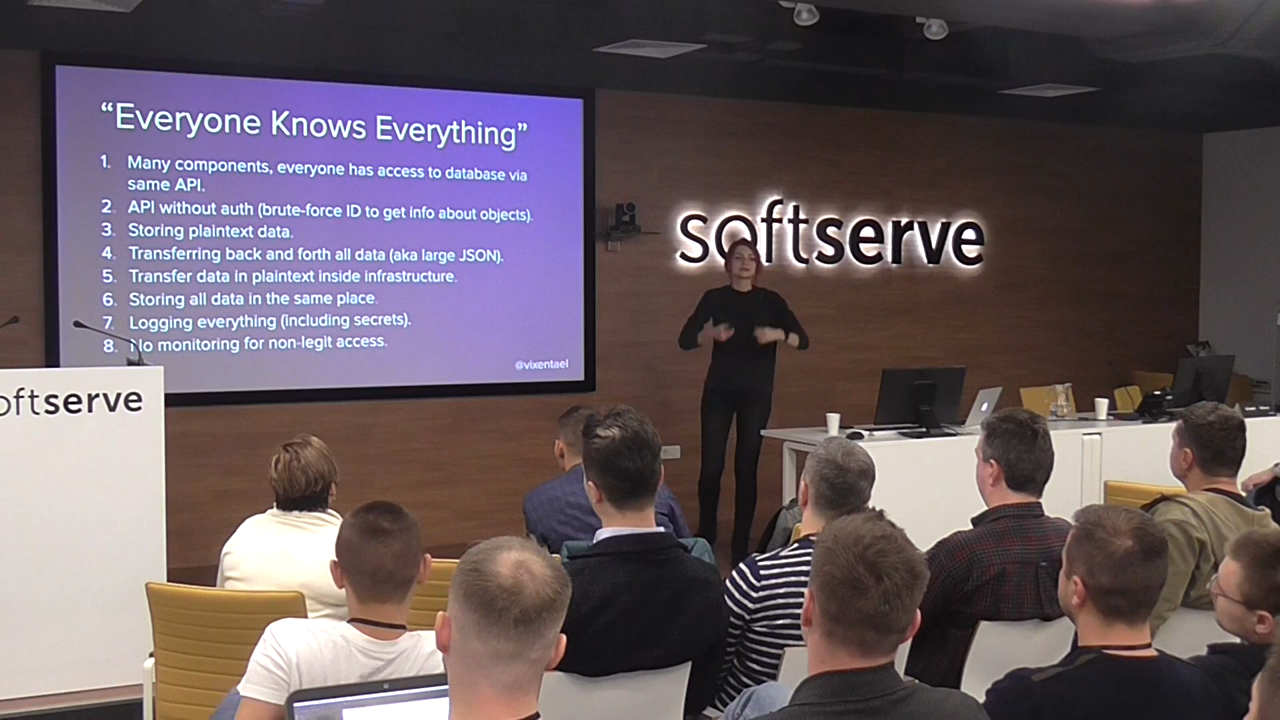 “Everyone Knows Everything”
1. Many components, everyone has access to database via
same API.
2. API without auth (brute-force ID to get info about objects).
3. Storing plaintext data.
4. Transferring back and forth all data (aka large JSON).
5. Transfer data in plaintext inside infrastructure.
6. Storing all data in the same place.
7. Logging everything (including secrets).
8. No monitoring for non-legit access.
@vixentael
softserve
oftserve